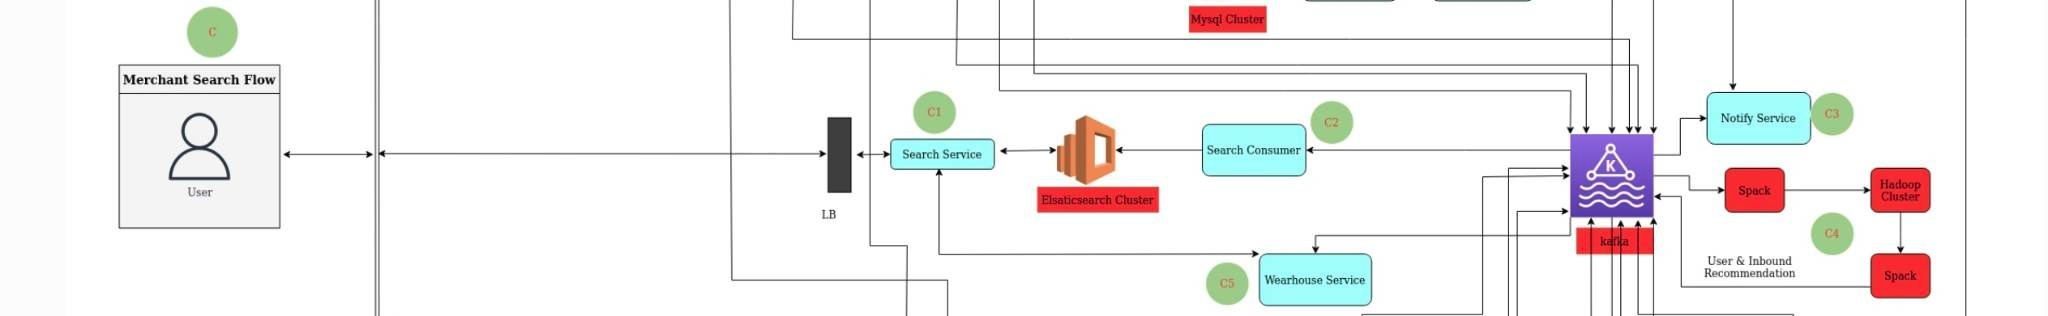 C
Merchant Search Flow
User
LB
C1
Search Service
Elsaticsearch Cluster
Mysql Cluster
C2
Search Consumer
C5
Wearhouse Service
K
kafka
Notify Service
C3
Spack
Hadoop
Cluster
C4
User & Inbound
Recommendation
Spack